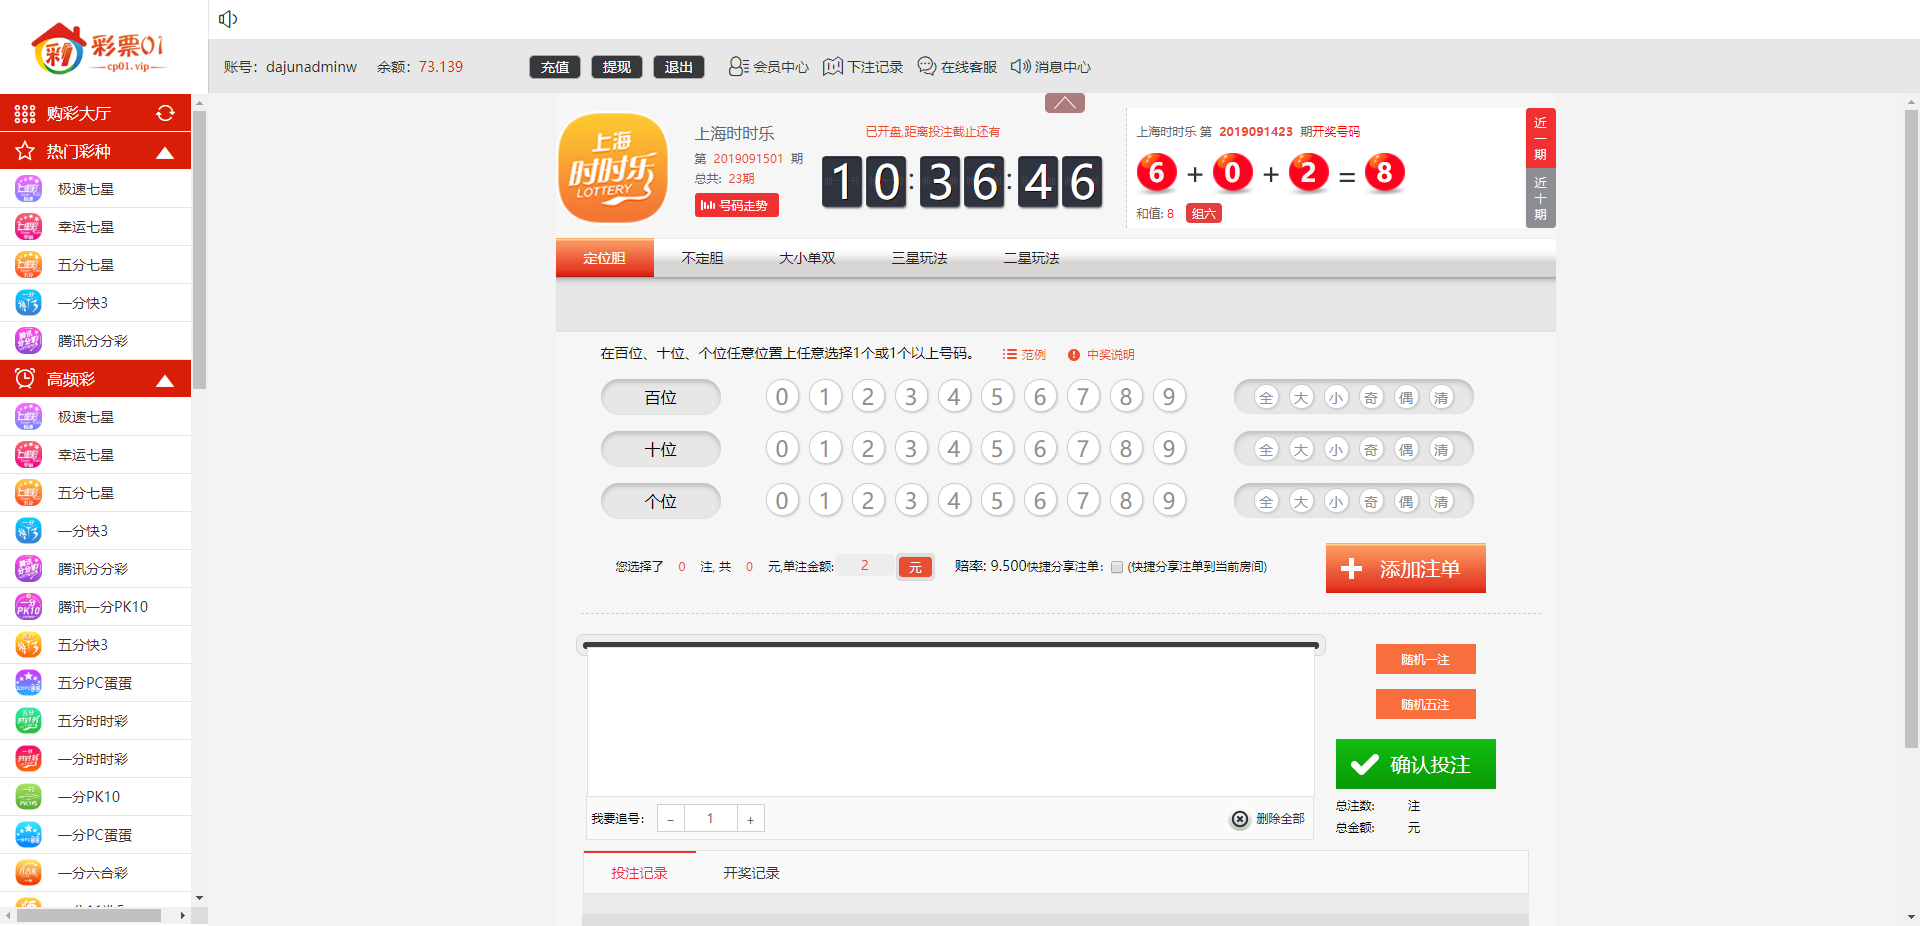 彩票01
cp01.vip
账号：dajunadminw 余额：73.139 充值 提现 退出 会员中心 下注记录 在线客服 消息中心
购彩大厅
热门彩种
极速七星
幸运七星
五分七星
一分快3
腾讯分分彩
高频彩
极速七星
幸运七星
五分七星
一分快3
腾讯分分彩
腾讯一分PK10
五分快3
五分PC蛋蛋
五分时时彩
一分时时彩
一分PK10
一分PC蛋蛋
一分六合彩
上海
时时乐
LOTTERY
上海时时乐
第 2019091501 期
总共: 23期
号码走势
已开盘,距离投注截止还有
10:36:46
上海时时乐 第 2019091423 期开奖号码
6 + 0 + 2 = 8
和值: 8 组六
近一期
近十期
定位胆 不定胆 大小单双 三星玩法 二星玩法
在百位、十位、个位任意位置上任意选择1个或1个以上号码。 范例 中奖说明
百位 0 1 2 3 4 5 6 7 8 9 全 大 小 奇 偶 清
十位 0 1 2 3 4 5 6 7 8 9 全 大 小 奇 偶 清
个位 0 1 2 3 4 5 6 7 8 9 全 大 小 奇 偶 清
您选择了 0 注, 共 0 元,单注金额: 2 元 赔率: 9.500快捷分享注单: (快捷分享注单到当前房间) 添加注单
随机一注
随机五注
确认投注
总注数: 注
总金额: 元
我要追号： - 1 + 删除全部
投注记录 开奖记录